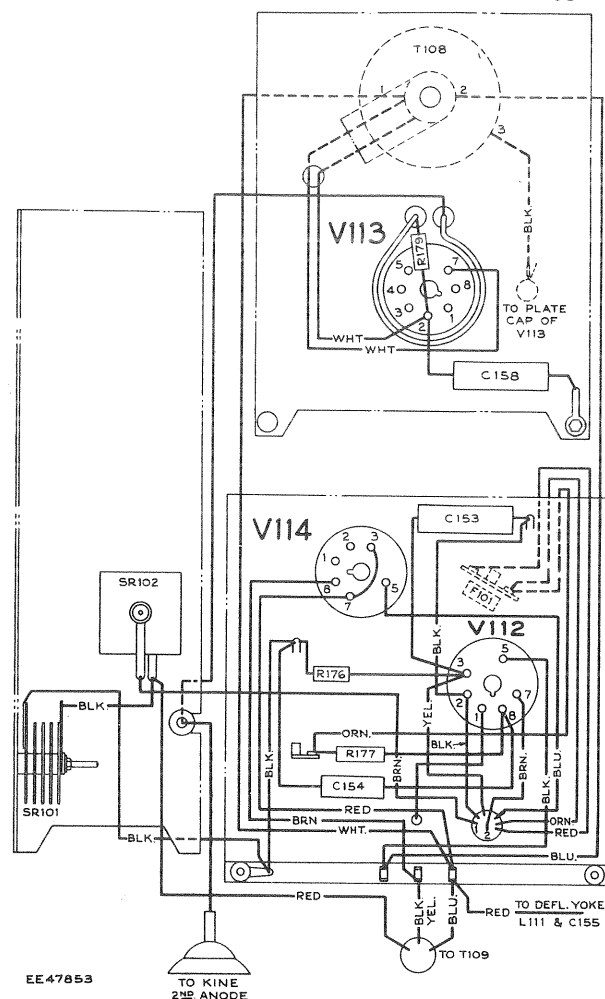 T108
1
2
3
BLK.
V113
R179
5
7
4
8
3
1
2
TO PLATE
CAP OF
V113
WHT.
WHT.
C158
C153
V114
2
3
1
8
5
7
F101
V112
SR102
R176
BLK.
5
3
2
7
1
8
YEL.
BLK
ORN.
BLK.
R177
BLK.
C154
BRN.
BRN.
BLK.
BLU.
SR101
RED
BRN
WHT.
2
ORN
RED
BLK
BLU.
RED
BLK
YEL.
BLU.
RED
TO DEFL. YOKE
L111 & C155
TO T109
EE47853
TO KINE
2ND. ANODE